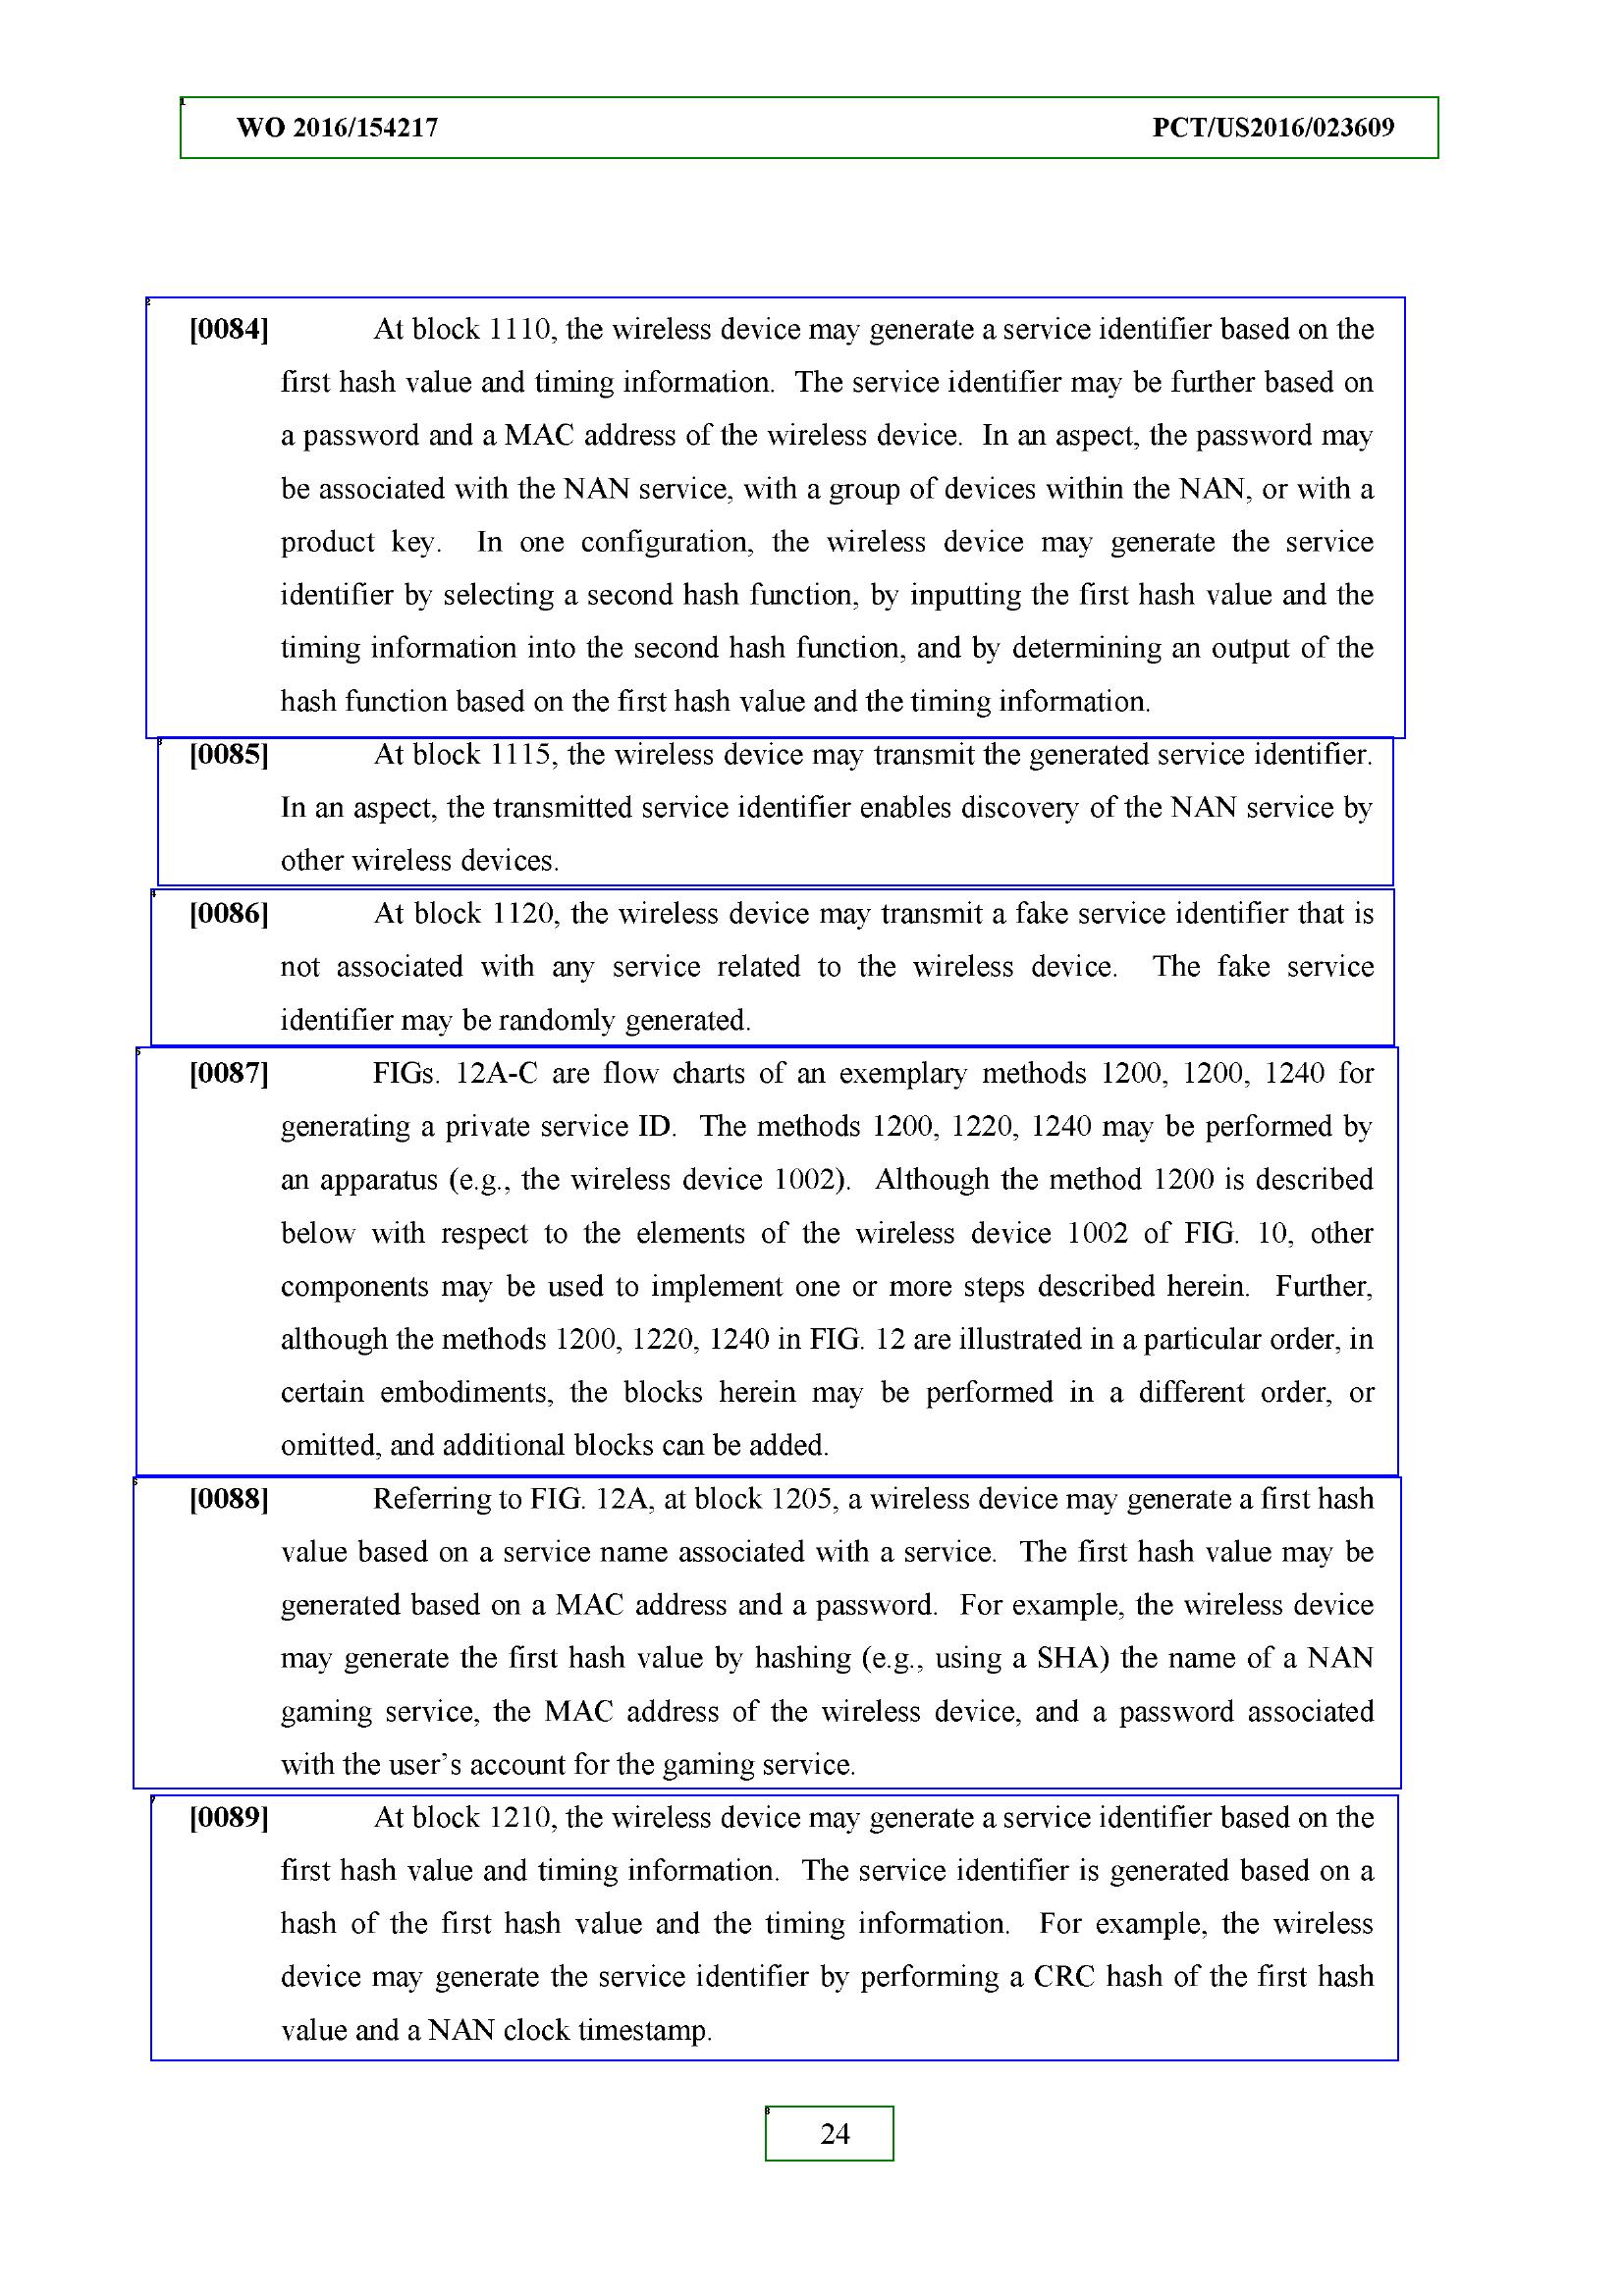 1
WO 2016/154217 PCT/US2016/023609
2
[0084] At block 1110, the wireless device may generate a service identifier based on the
first hash value and timing information. The service identifier may be further based on
a password and a MAC address of the wireless device. In an aspect, the password may
be associated with the NAN service, with a group of devices within the NAN, or with a
product key. In one configuration, the wireless device may generate the service
identifier by selecting a second hash function, by inputting the first hash value and the
timing information into the second hash function, and by determining an output of the
hash function based on the first hash value and the timing information.
3
[0085] At block 1115, the wireless device may transmit the generated service identifier.
In an aspect, the transmitted service identifier enables discovery of the NAN service by
other wireless devices.
4
[0086] At block 1120, the wireless device may transmit a fake service identifier that is
not associated with any service related to the wireless device. The fake service
identifier may be randomly generated.
5
[0087] FIGs. 12A-C are flow charts of an exemplary methods 1200, 1200, 1240 for
generating a private service ID. The methods 1200, 1220, 1240 may be performed by
an apparatus (e.g., the wireless device 1002). Although the method 1200 is described
below with respect to the elements of the wireless device 1002 of FIG. 10, other
components may be used to implement one or more steps described herein. Further,
although the methods 1200, 1220, 1240 in FIG. 12 are illustrated in a particular order, in
certain embodiments, the blocks herein may be performed in a different order, or
omitted, and additional blocks can be added.
6
[0088] Referring to FIG. 12A, at block 1205, a wireless device may generate a first hash
value based on a service name associated with a service. The first hash value may be
generated based on a MAC address and a password. For example, the wireless device
may generate the first hash value by hashing (e.g., using a SHA) the name of a NAN
gaming service, the MAC address of the wireless device, and a password associated
with the user’s account for the gaming service.
7
[0089] At block 1210, the wireless device may generate a service identifier based on the
first hash value and timing information. The service identifier is generated based on a
hash of the first hash value and the timing information. For example, the wireless
device may generate the service identifier by performing a CRC hash of the first hash
value and a NAN clock timestamp.
8
24